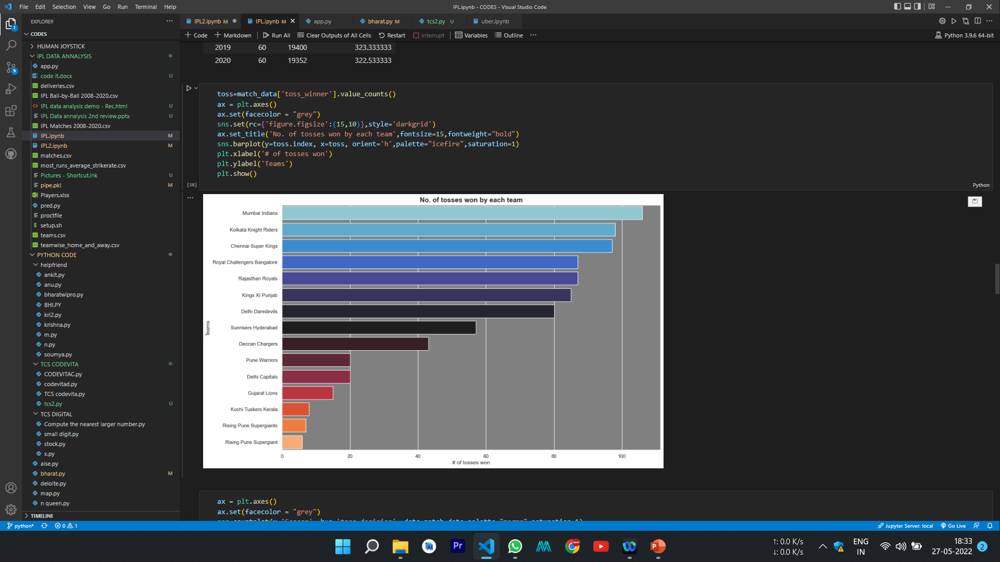 File Edit Selection View Go Run Terminal Help
IPL.ipynb - CODES - Visual Studio Code
EXPLORER
CODES
HUMAN JOYSTICK
IPL DATA ANNALYSIS
app.py
code it.docx U
deliveries.csv
IPL Ball-by-Ball 2008-2020.csv
IPL data analysis demo - Rec.html U
IPL Data annalysis 2nd review.pptx U
IPL Matches 2008-2020.csv
IPL.ipynb M
IPL2.ipynb M
matches.csv
most_runs_average_strikerate.csv
Pictures - Shortcut.lnk U
pipe.pkl M
Players.xlsx
pred.py
proctfile
setup.sh
teams.csv
teamwise_home_and_away.csv
PYTHON CODE
helpfriend
ankit.py
anu.py
bharatwipro.py
BHI.PY
kri2.py
krishna.py
m.py
n.py
soumya.py
TCS CODEVITA
CODEVITAC.py
codevitad.py
TCS codevita.py
tcs2.py U
TCS DIGITAL
Compute the nearest larger number.py
small digit.py
stock.py
x.py
aise.py
bharat.py M
deloite.py
map.py
n queen.py
TIMELINE
IPL2.ipynb M IPL.ipynb M app.py bharat.py M tcs2.py U uber.ipynb
Code Markdown Run All Clear Outputs of All Cells Restart Interrupt Variables Outline
Python 3.9.6 64-bit
2019 60 19400 323.333333
2020 60 19352 322.533333
toss=match_data['toss_winner'].value_counts()
ax = plt.axes()
ax.set(facecolor = "grey")
sns.set(rc={'figure.figsize':(15,10)},style='darkgrid')
ax.set_title('No. of tosses won by each team',fontsize=15,fontweight="bold")
sns.barplot(y=toss.index, x=toss, orient='h',palette="icefire",saturation=1)
plt.xlabel('# of tosses won')
plt.ylabel('Teams')
plt.show()
[18]
Python
No. of tosses won by each team
Mumbai Indians
Kolkata Knight Riders
Chennai Super Kings
Royal Challengers Bangalore
Rajasthan Royals
Kings XI Punjab
Delhi Daredevils
Sunrisers Hyderabad
Deccan Chargers
Pune Warriors
Delhi Capitals
Gujarat Lions
Kochi Tuskers Kerala
Rising Pune Supergiants
Rising Pune Supergiant
Teams
0 20 40 60 80 100
# of tosses won
ax = plt.axes()
ax.set(facecolor = "grey")
python* 0 1
Jupyter Server: local Go Live
1
9
Pr
↑: 0.0 K/s
↓: 0.0 K/s
ENG
IN
18:33
27-05-2022
2